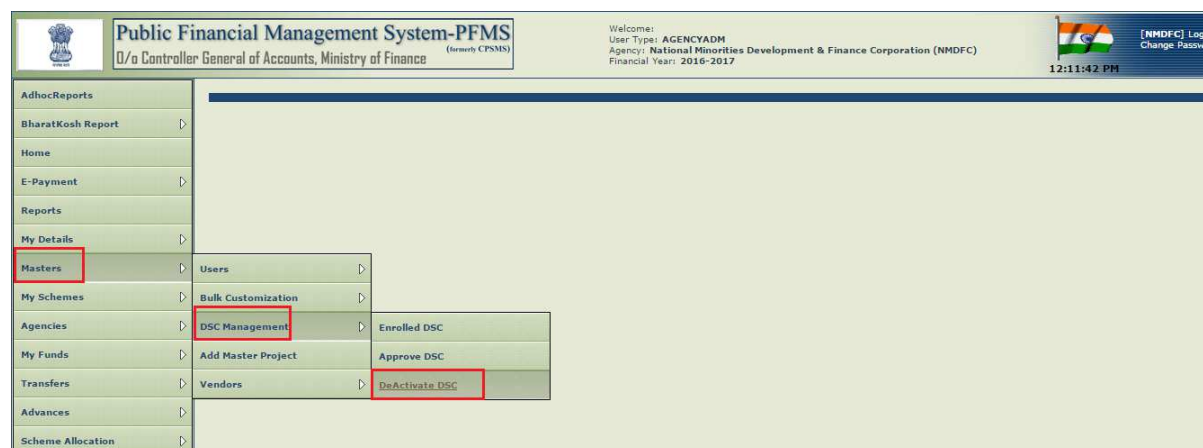 Public Financial Management System-PFMS
(formerly CPSMS)
O/o Controller General of Accounts, Ministry of Finance
Welcome:
User Type: AGENCYADM
Agency: National Minorities Development & Finance Corporation (NMDFC)
Financial Year: 2016-2017
12:11:42 PM
[NMDFC] Log
Change Passw
AdhocReports
BharatKosh Report
Home
E-Payment
Reports
My Details
Masters
My Schemes
Agencies
My Funds
Transfers
Advances
Scheme Allocation
Users
Bulk Customization
DSC Management
Add Master Project
Vendors
Enrolled DSC
Approve DSC
DeActivate DSC